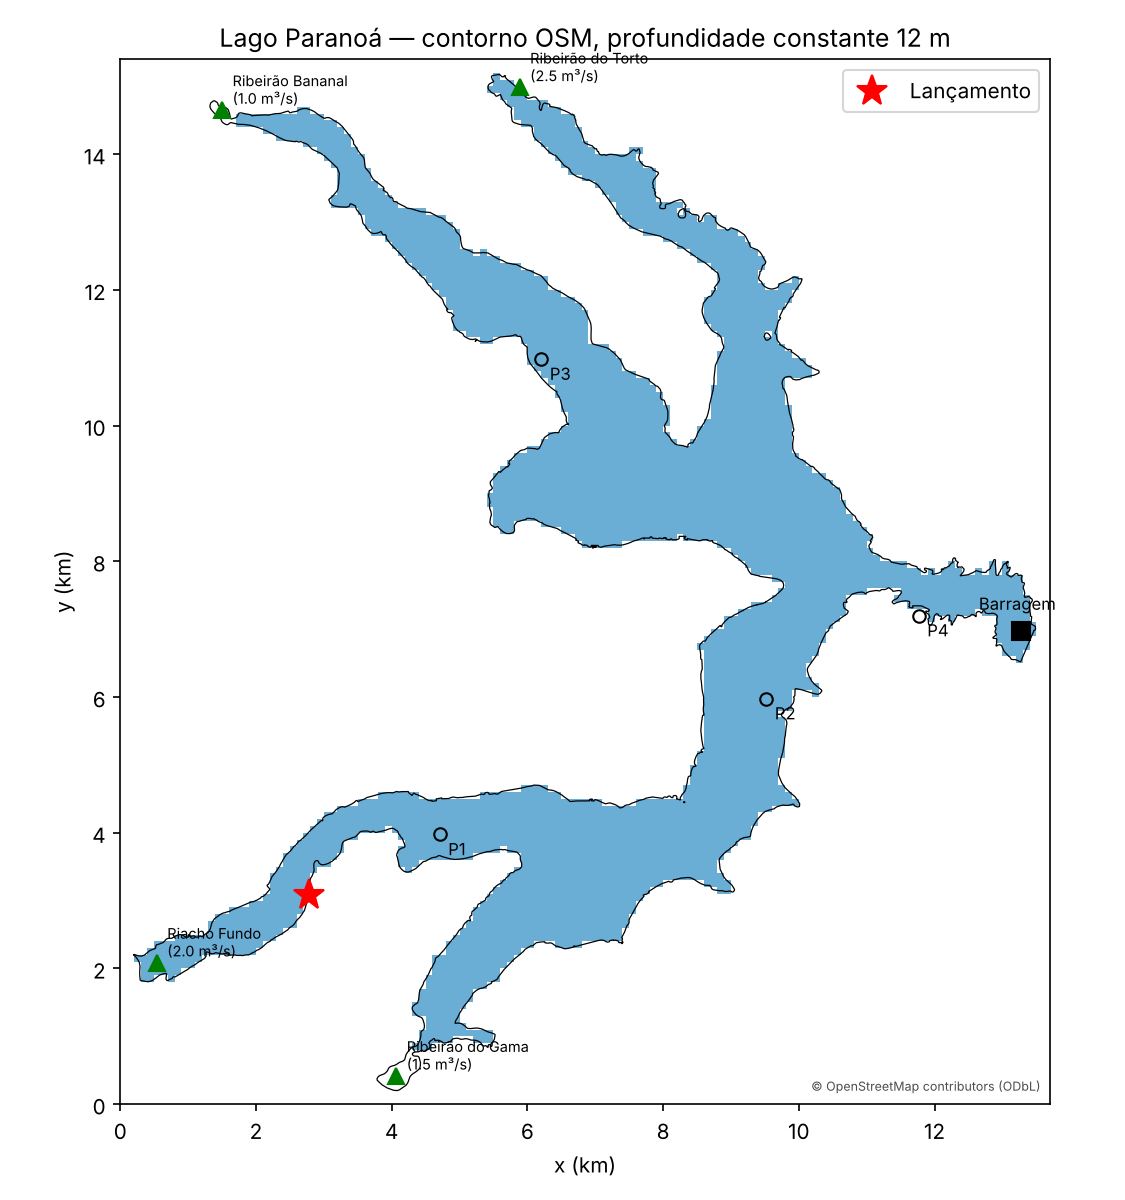 Lago Paranoá — contorno OSM, profundidade constante 12 m
Ribeirão do Torto
(2.5 m³/s)
Lançamento
Ribeirão Bananal
(1.0 m³/s)
14
12
P3
10
8
y (km)
Barragem
P4
6
P2
4
P1
Riacho Fundo
(2.0 m³/s)
2
Ribeirão do Gama
(1.5 m³/s)
© OpenStreetMap contributors (ODbL)
0
0 2 4 6 8 10 12
x (km)